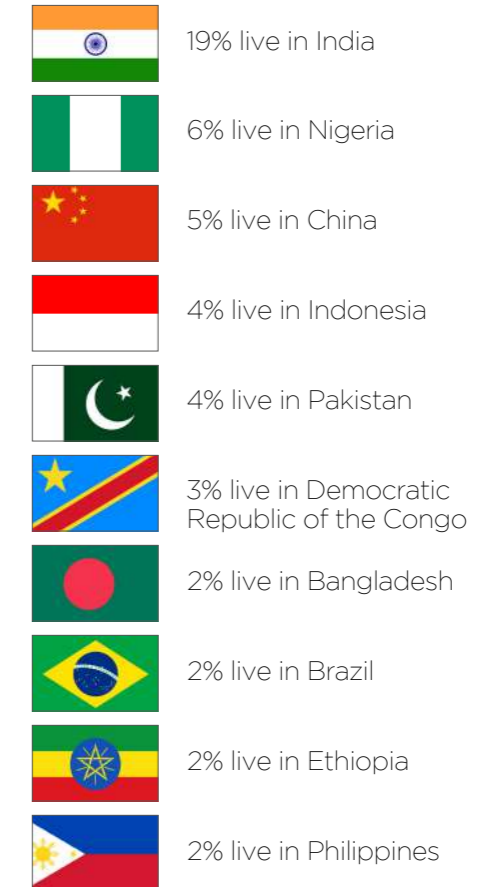 19% live in India
6% live in Nigeria
5% live in China
4% live in Indonesia
4% live in Pakistan
3% live in Democratic
Republic of the Congo
2% live in Bangladesh
2% live in Brazil
2% live in Ethiopia
2% live in Philippines